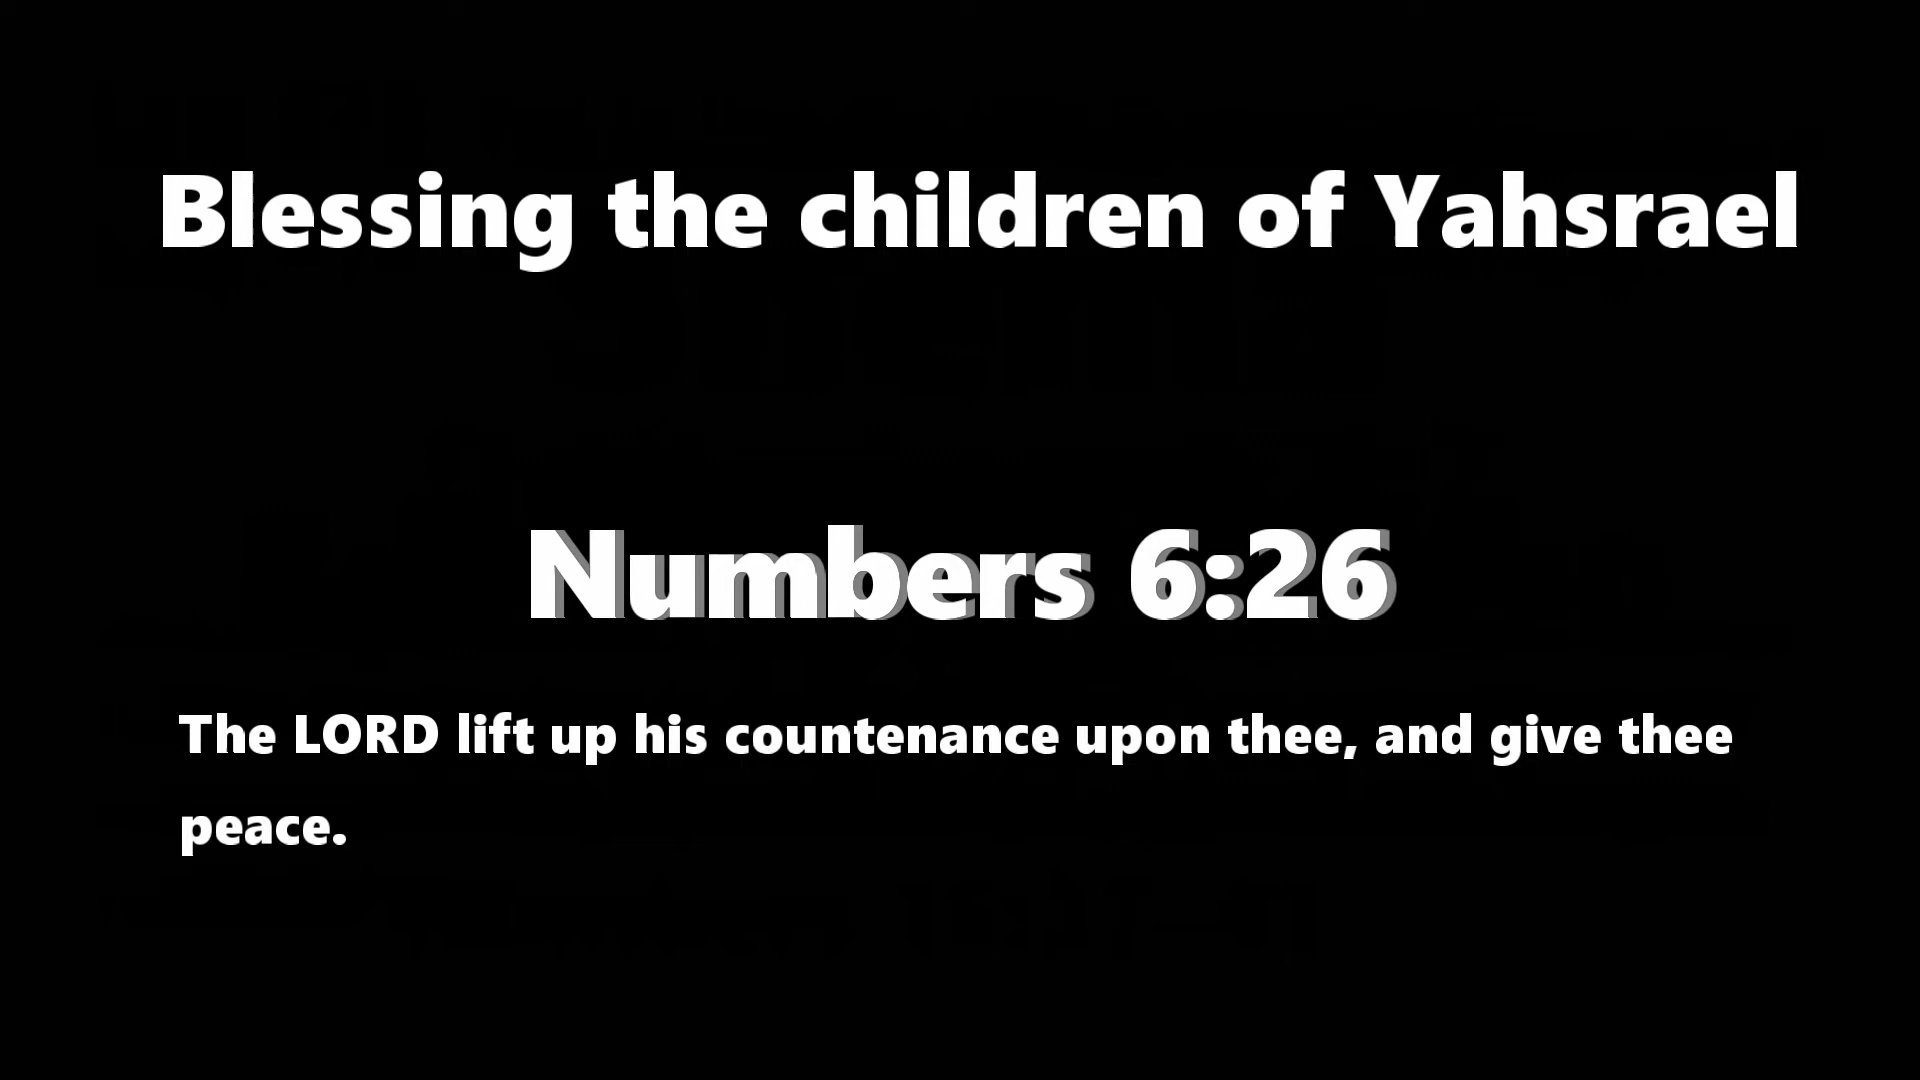 Blessing the children of Yahsrael
Numbers 6:26
The LORD lift up his countenance upon thee, and give thee
peace.